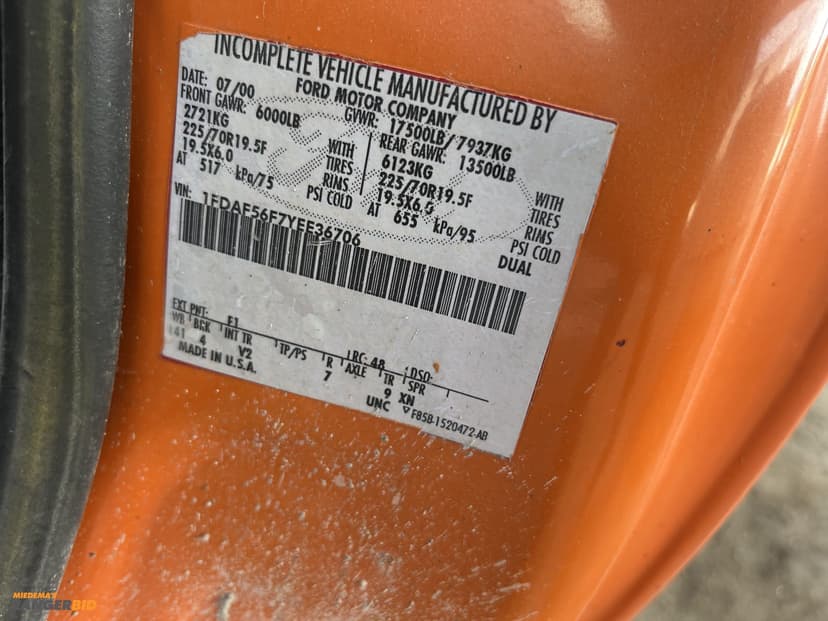 INCOMPLETE VEHICLE MANUFACTURED BY
FORD MOTOR COMPANY
DATE: 07/00 GVWR: 17500LB/ 7937KG
FRONT GAWR: 6000LB REAR GAWR: 13500LB
2721KG WITH 6123KG WITH
225/70R19.5F TIRES 225/70R19.5F TIRES
19.5X6.0 RIMS 19.5X6.0 RIMS
AT 517 kPa/75 PSI COLD AT 655 kPa/95 PSI COLD
DUAL
VIN: 1FDAF56F7YEE36706
EXT PNT: F1 RC: 48 DSO:
WB BRK INT TR TP/PS R AXLE TR SPR
141 4 V2 7 9 XN
MADE IN U.S.A. UNC F85B-1520472-AB
MIEDEMA'S
RANGERBID